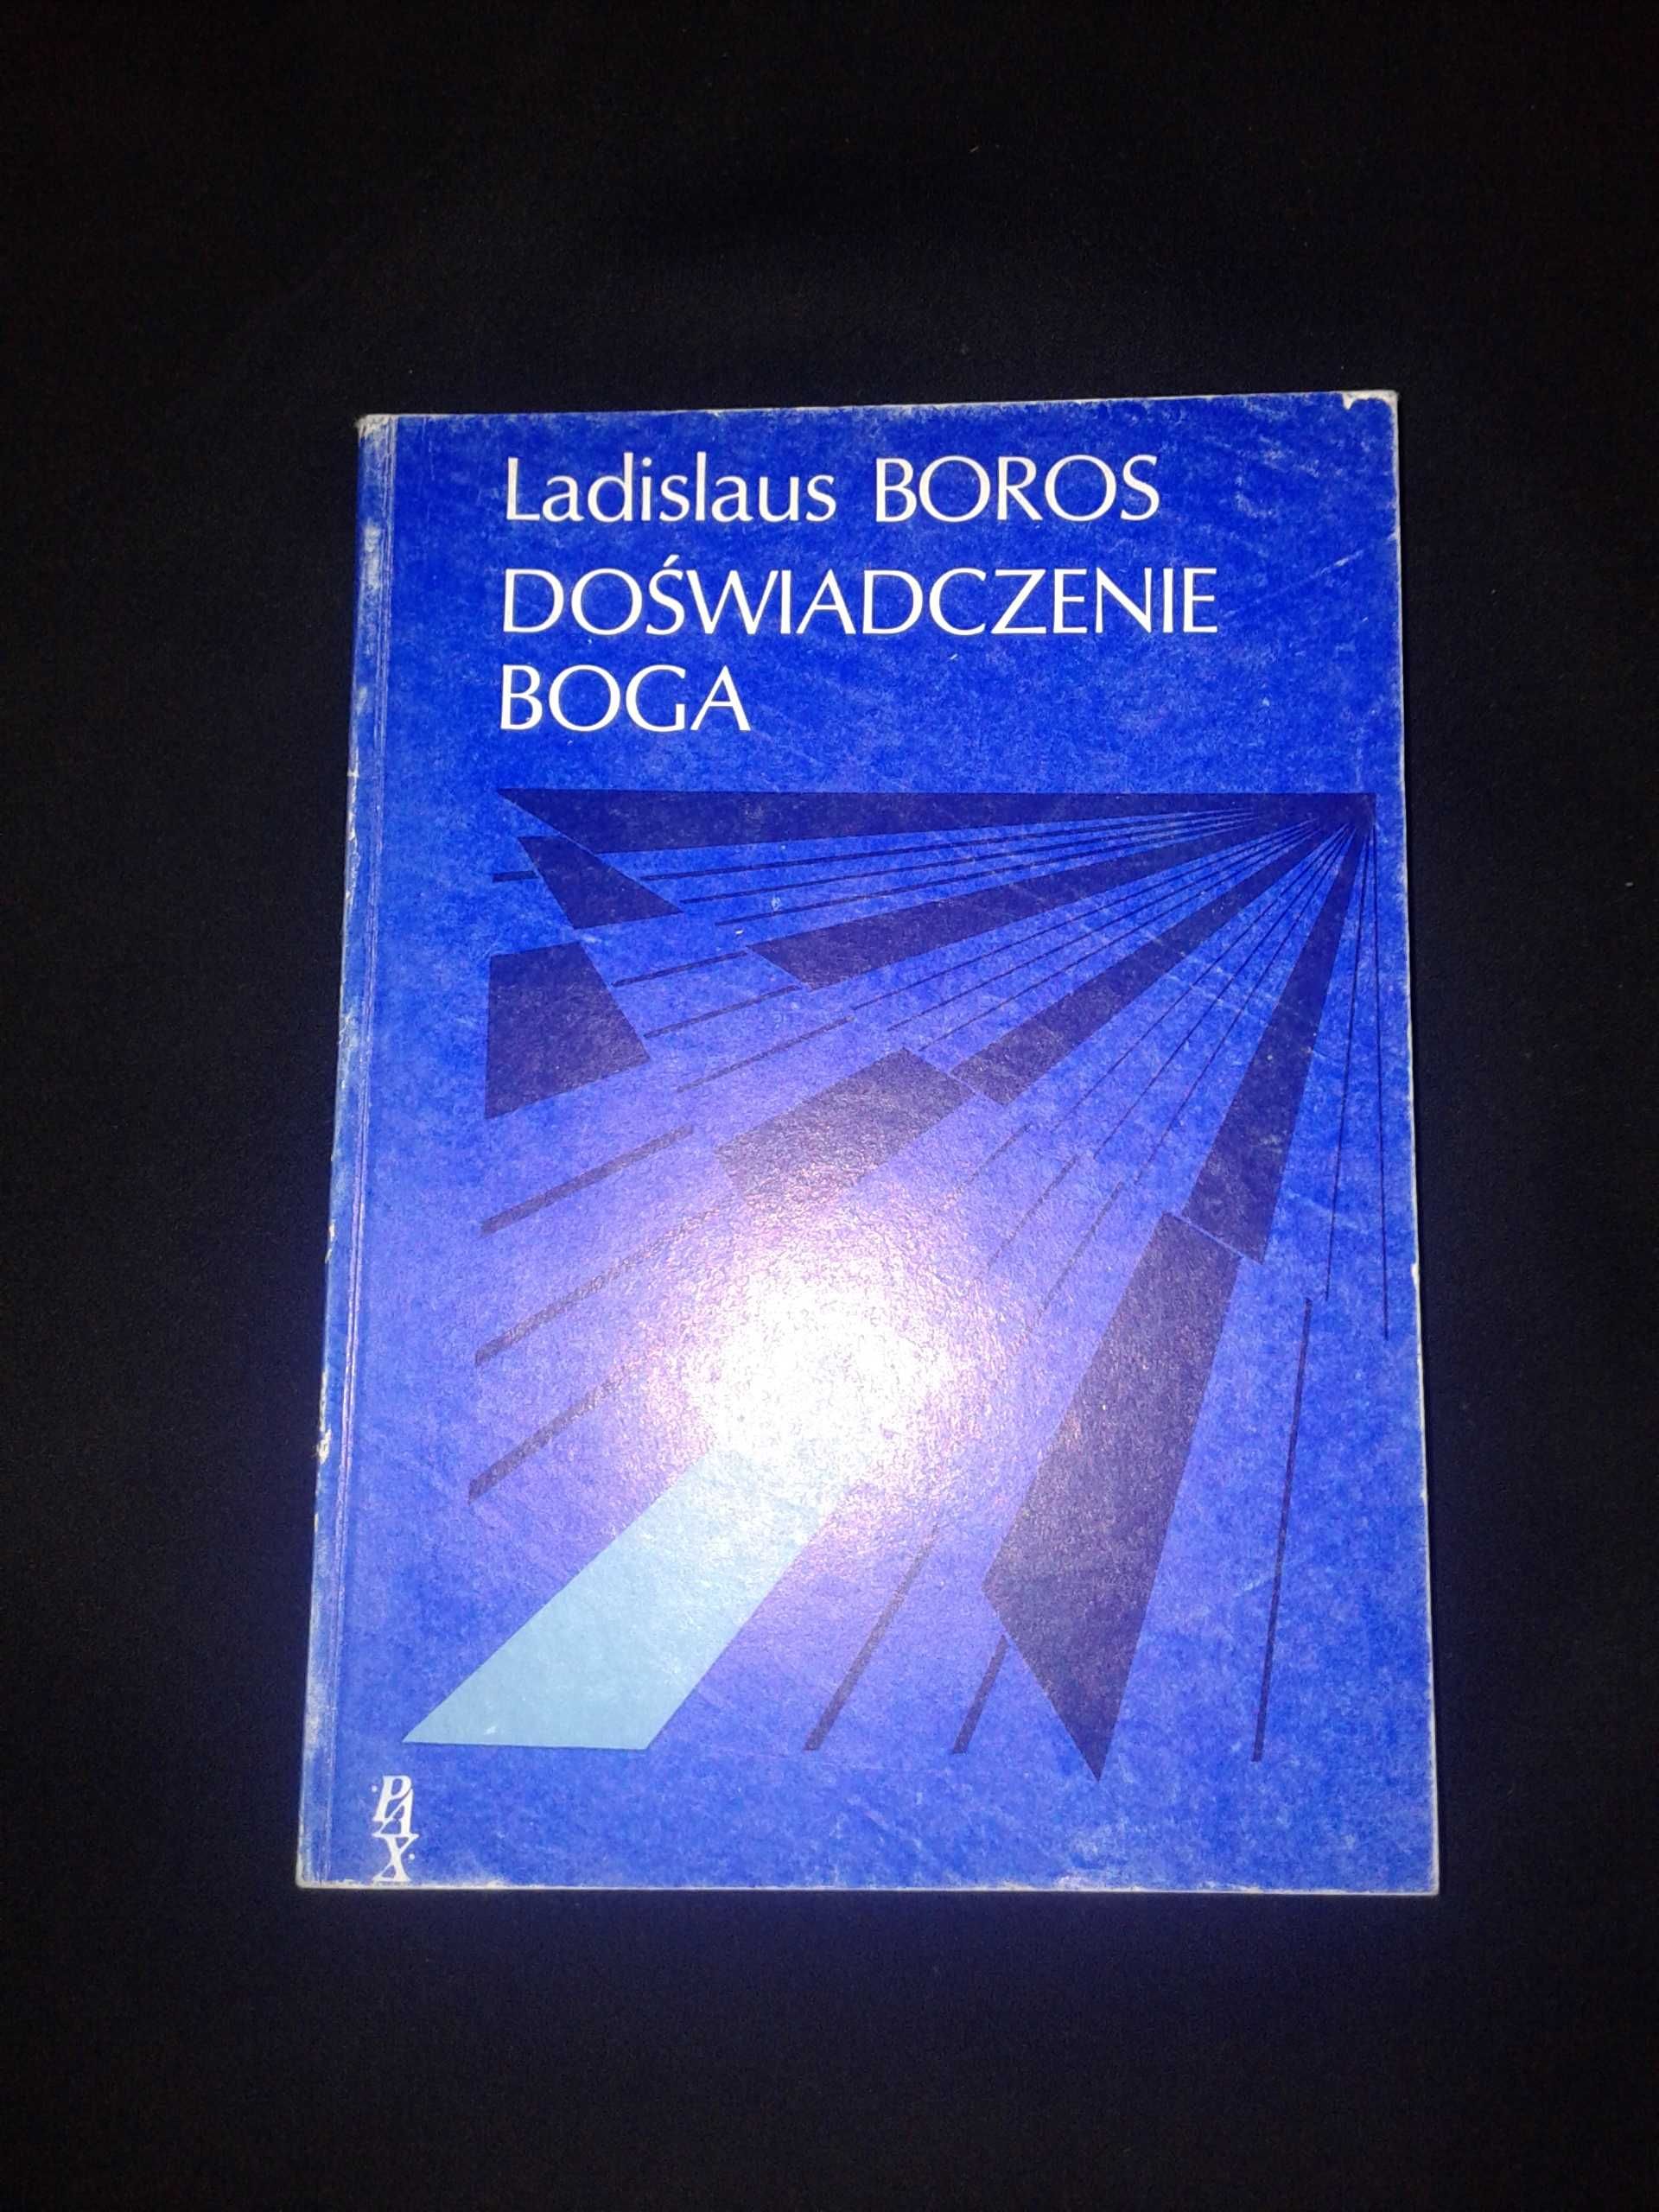 Ladislaus BOROS
DOŚWIADCZENIE
BOGA
PAX